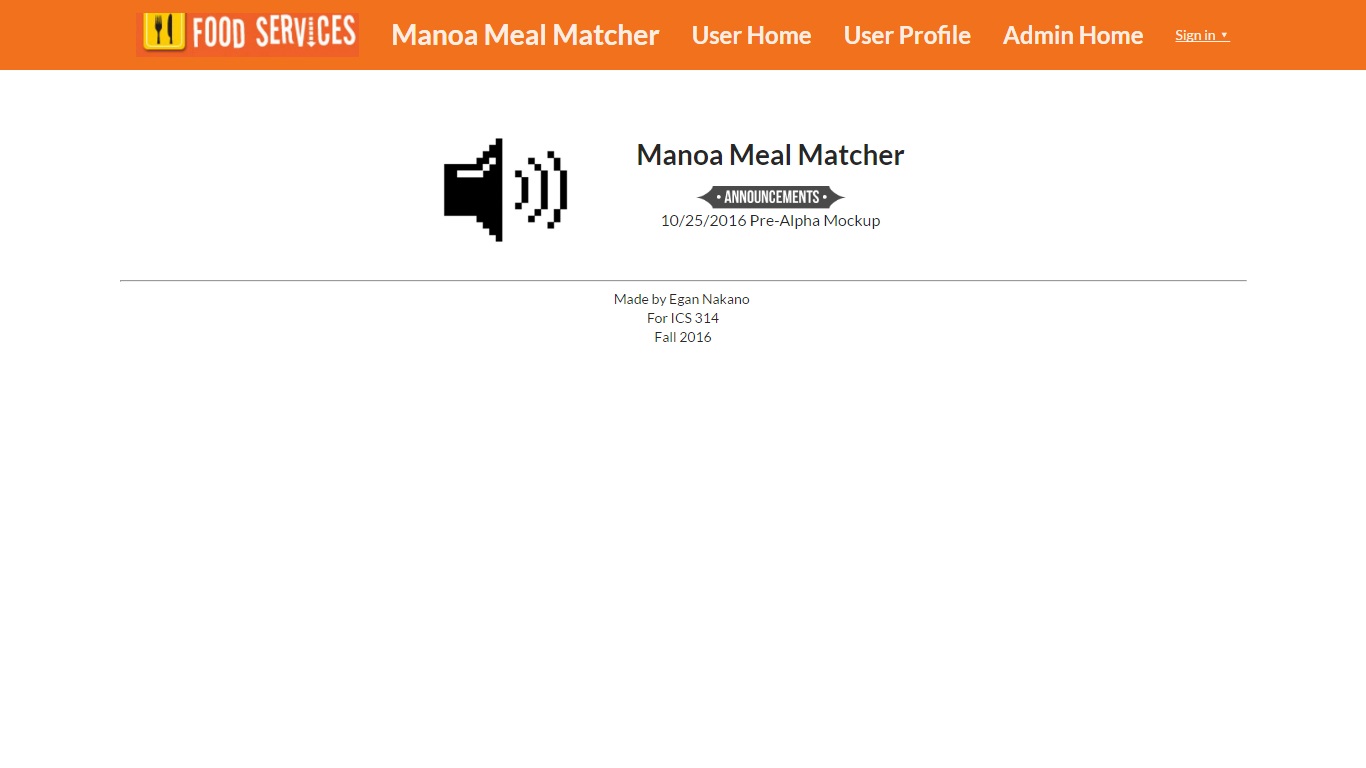 FOOD SERVICES
Manoa Meal Matcher
User Home
User Profile
Admin Home
Sign in
Manoa Meal Matcher
• ANNOUNCEMENTS •
10/25/2016 Pre-Alpha Mockup
Made by Egan Nakano
For ICS 314
Fall 2016